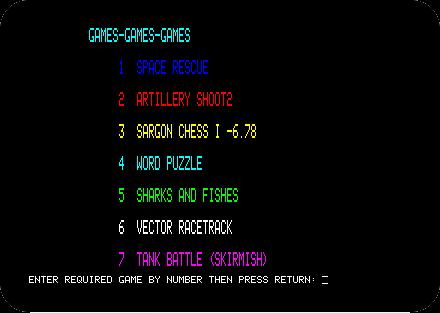 GAMES-GAMES-GAMES
1 SPACE RESCUE
2 ARTILLERY SHOOT2
3 SARGON CHESS I -6.78
4 WORD PUZZLE
5 SHARKS AND FISHES
6 VECTOR RACETRACK
7 TANK BATTLE (SKIRMISH)
ENTER REQUIRED GAME BY NUMBER THEN PRESS RETURN: